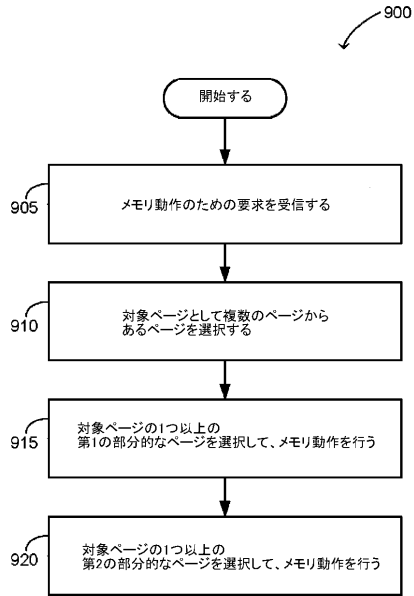 900
開始する
905
メモリ動作のための要求を受信する
910
対象ページとして複数のページから
あるページを選択する
915
対象ページの1つ以上の
第1の部分的なページを選択して、メモリ動作を行う
920
対象ページの1つ以上の
第2の部分的なページを選択して、メモリ動作を行う